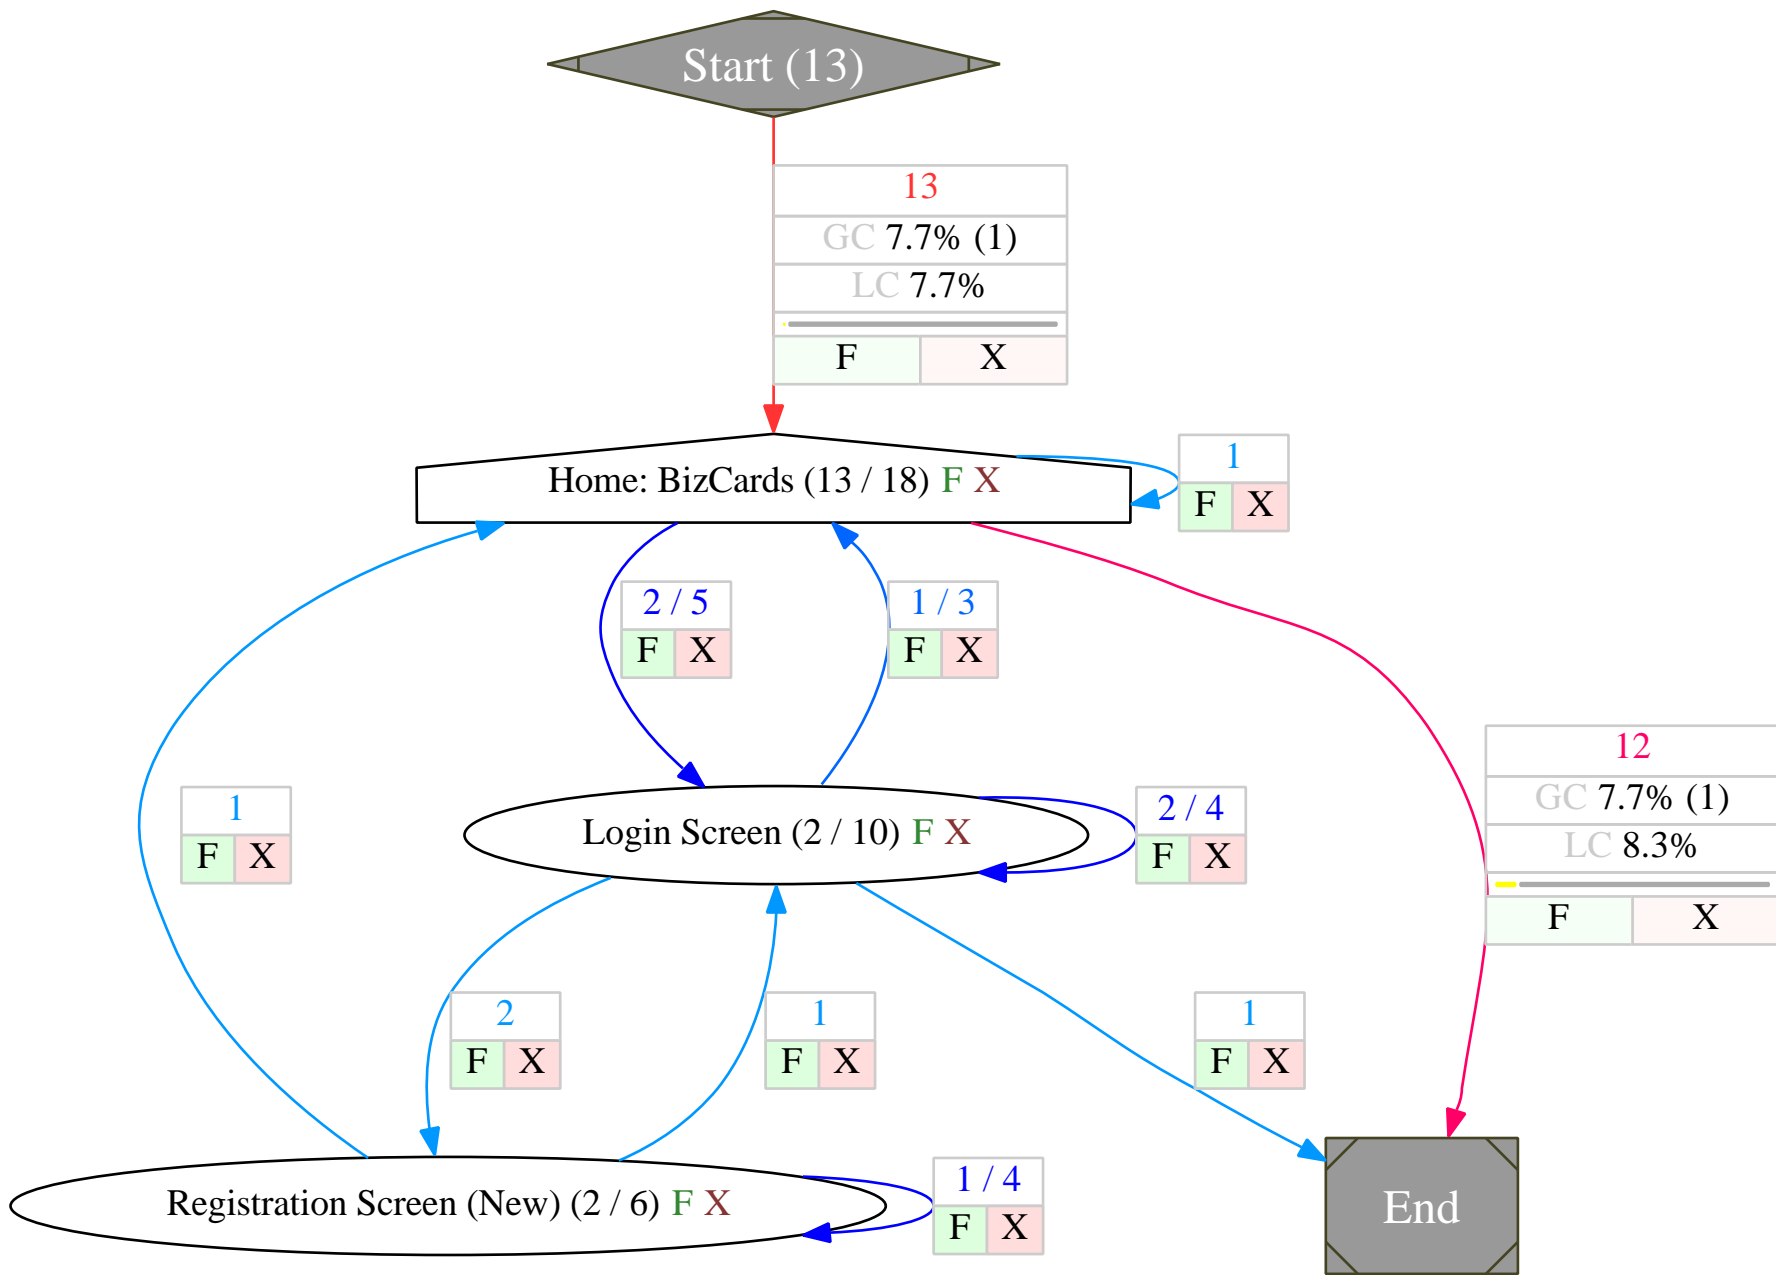 Start (13)
13
GC 7.7% (1)
LC 7.7%
F X
Home: BizCards (13 / 18) F X
1
F X
2 / 5
F X
1 / 3
F X
12
GC 7.7% (1)
LC 8.3%
F X
1
F X
Login Screen (2 / 10) F X
2 / 4
F X
2
F X
1
F X
1
F X
Registration Screen (New) (2 / 6) F X
1 / 4
F X
End